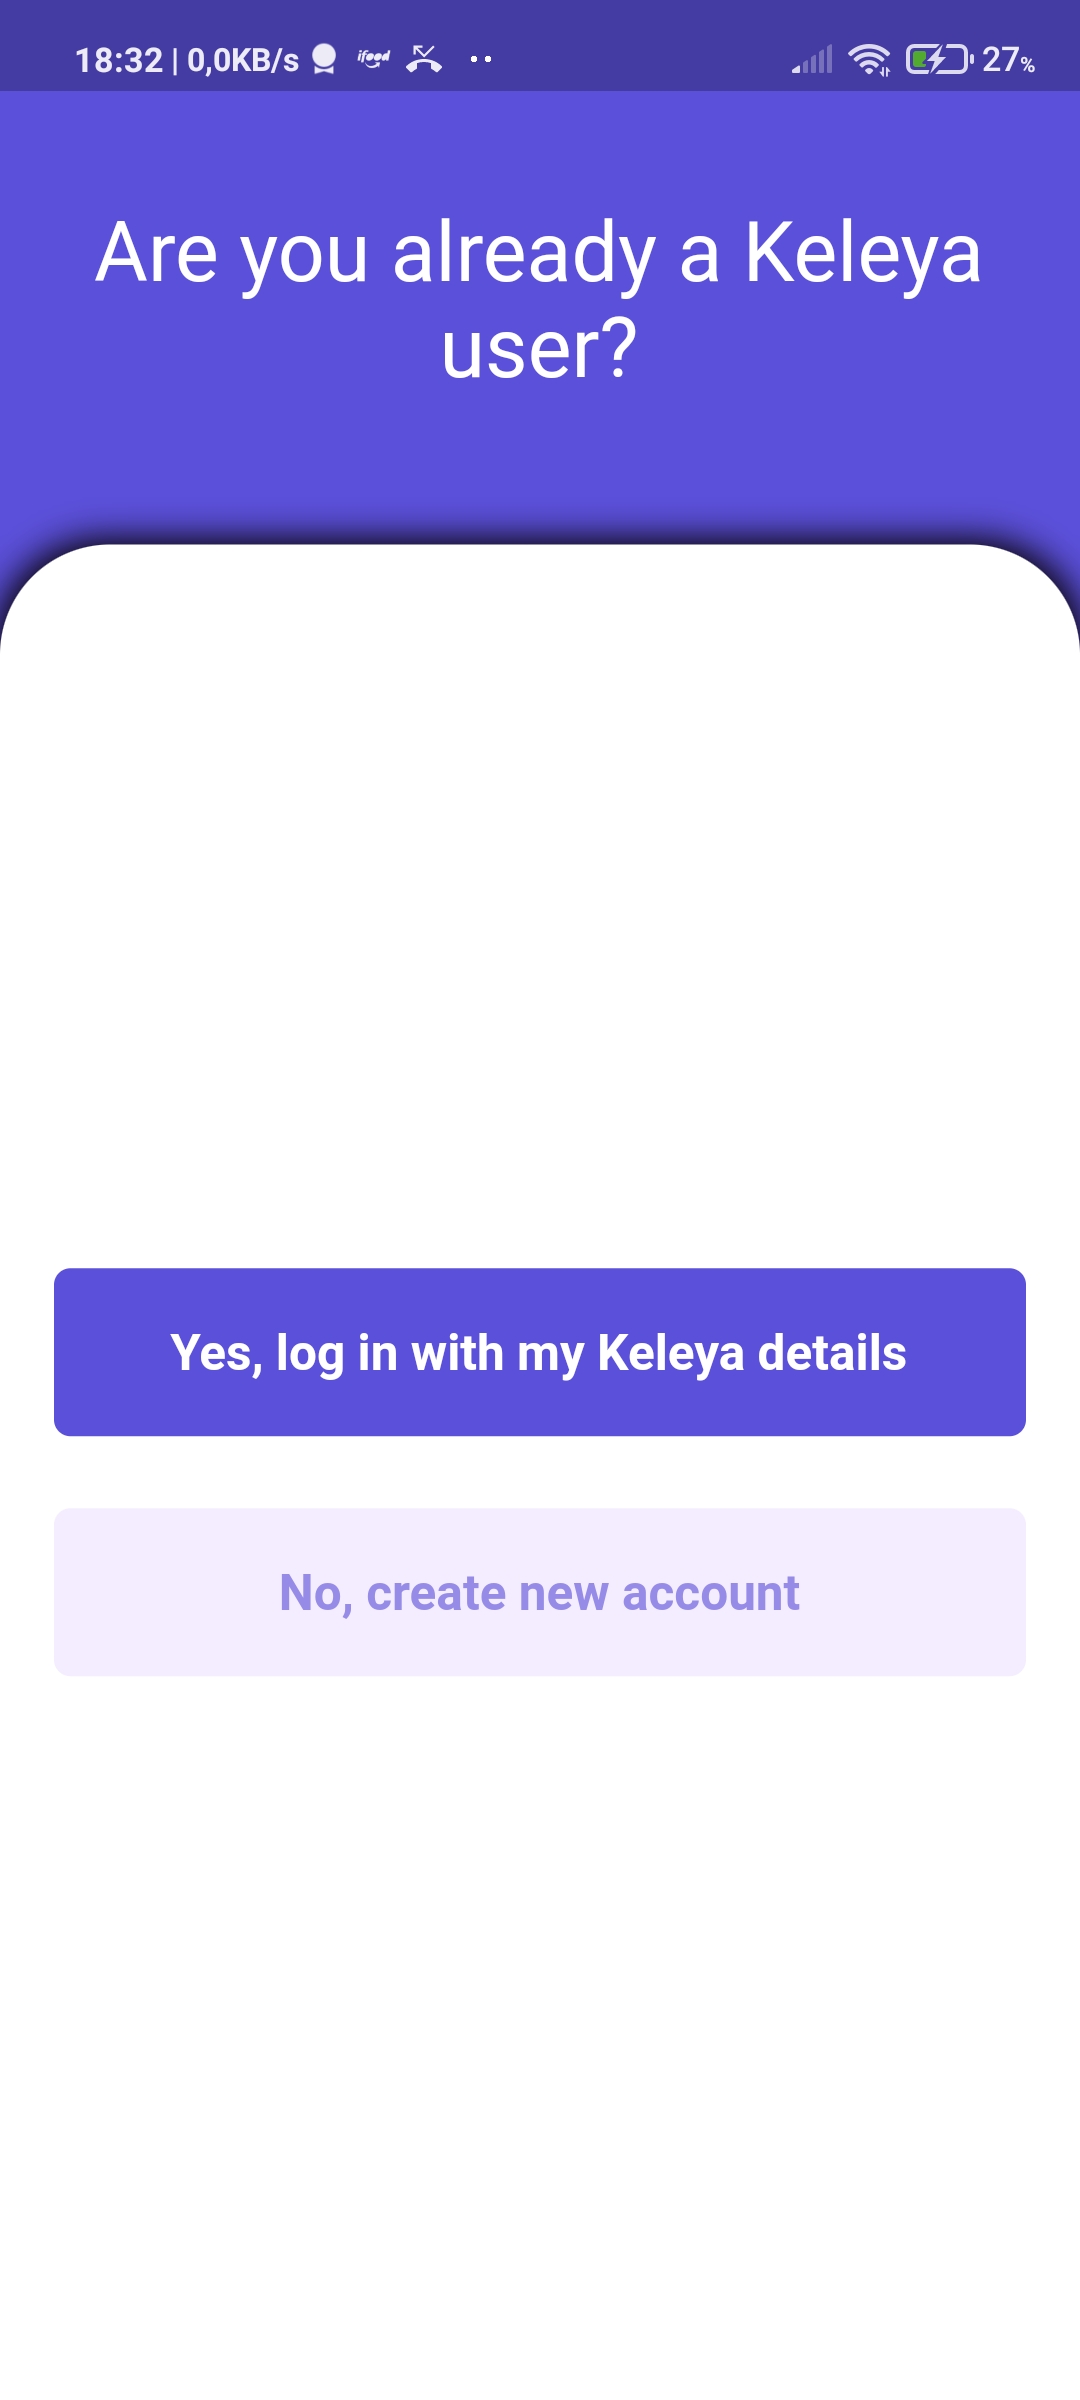 18:32 | 0,0KB/s ifood 27%
Are you already a Keleya
user?
Yes, log in with my Keleya details
No, create new account